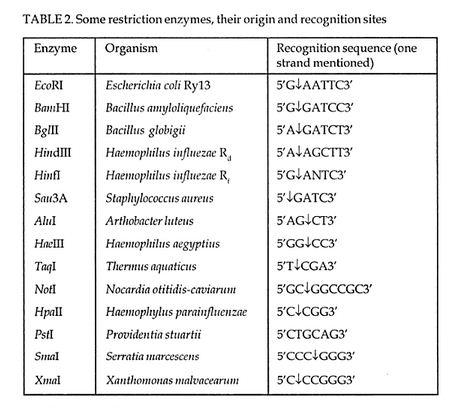 TABLE 2. Some restriction enzymes, their origin and recognition sites
Enzyme Organism Recognition sequence (one
strand mentioned)
EcoRI Escherichia coli Ry13 5'G↓AATTC3'
BamHI Bacillus amyloliquefaciens 5'G↓GATCC3'
BglII Bacillus globigii 5'A↓GATCT3'
HindIII Haemophilus influezae Rd 5'A↓AGCTT3'
HinfI Haemophilus influezae Rf 5'G↓ANTC3'
Sau3A Staphylococcus aureus 5'↓GATC3'
AluI Arthobacter luteus 5'AG↓CT3'
HaeIII Haemophilus aegyptius 5'GG↓CC3'
TaqI Thermus aquaticus 5'T↓CGA3'
NotI Nocardia otitidis-caviarum 5'GC↓GGCCGC3'
HpaII Haemophylus parainfluenzae 5'C↓CGG3'
PstI Providentia stuartii 5'CTGCAG3'
SmaI Serratia marcescens 5'CCC↓GGG3'
XmaI Xanthomonas malvacearum 5'C↓CCGGG3'